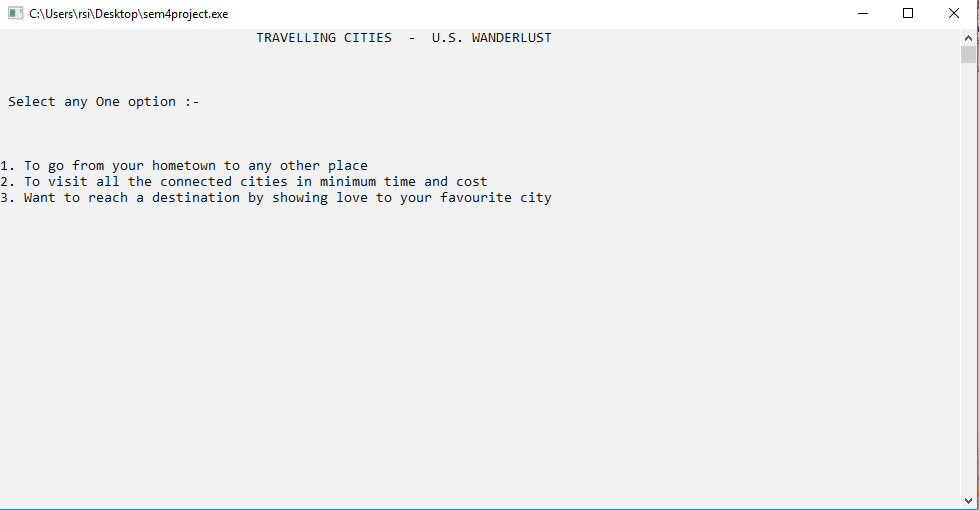 C:\Users\rsi\Desktop\sem4project.exe
TRAVELLING CITIES - U.S. WANDERLUST
Select any One option :-
1. To go from your hometown to any other place
2. To visit all the connected cities in minimum time and cost
3. Want to reach a destination by showing love to your favourite city